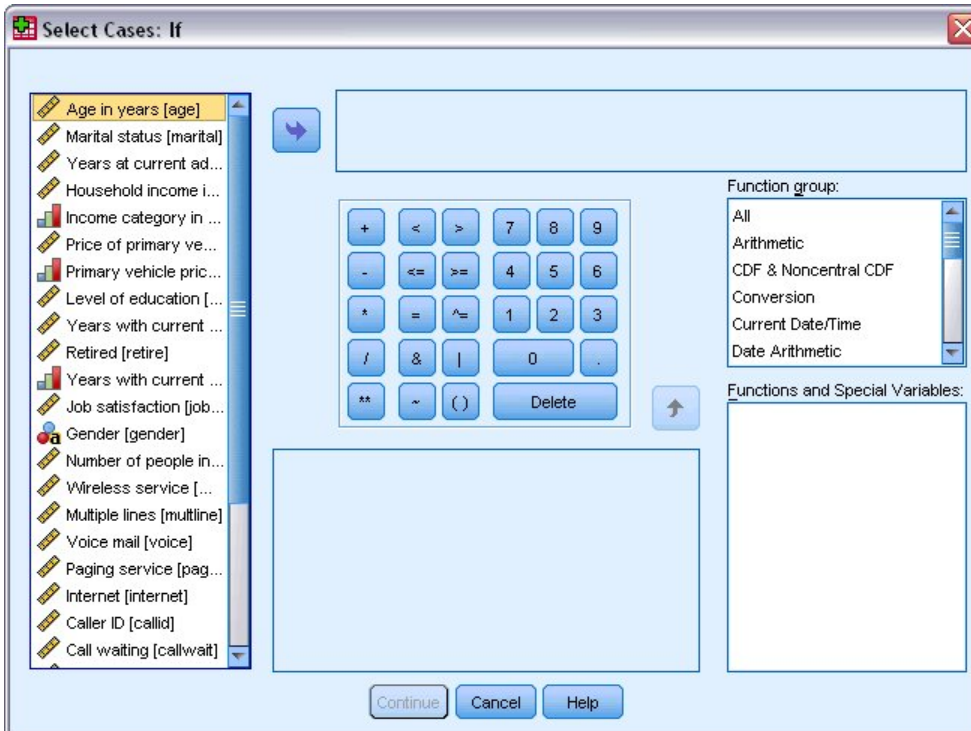 Select Cases: If
Age in years [age]
Marital status [marital]
Years at current ad...
Household income i...
Income category in ...
Price of primary ve...
Primary vehicle pric...
Level of education [...
Years with current ...
Retired [retire]
Years with current ...
Job satisfaction [job...
Gender [gender]
Number of people in...
Wireless service [...
Multiple lines [multline]
Voice mail [voice]
Paging service [pag...
Internet [internet]
Caller ID [callid]
Call waiting [callwait]
+ < > 7 8 9
- <= >= 4 5 6
* = ^= 1 2 3
/ & | 0 .
** ~ ( ) Delete
Function group:
All
Arithmetic
CDF & Noncentral CDF
Conversion
Current Date/Time
Date Arithmetic
Functions and Special Variables:
Continue Cancel Help